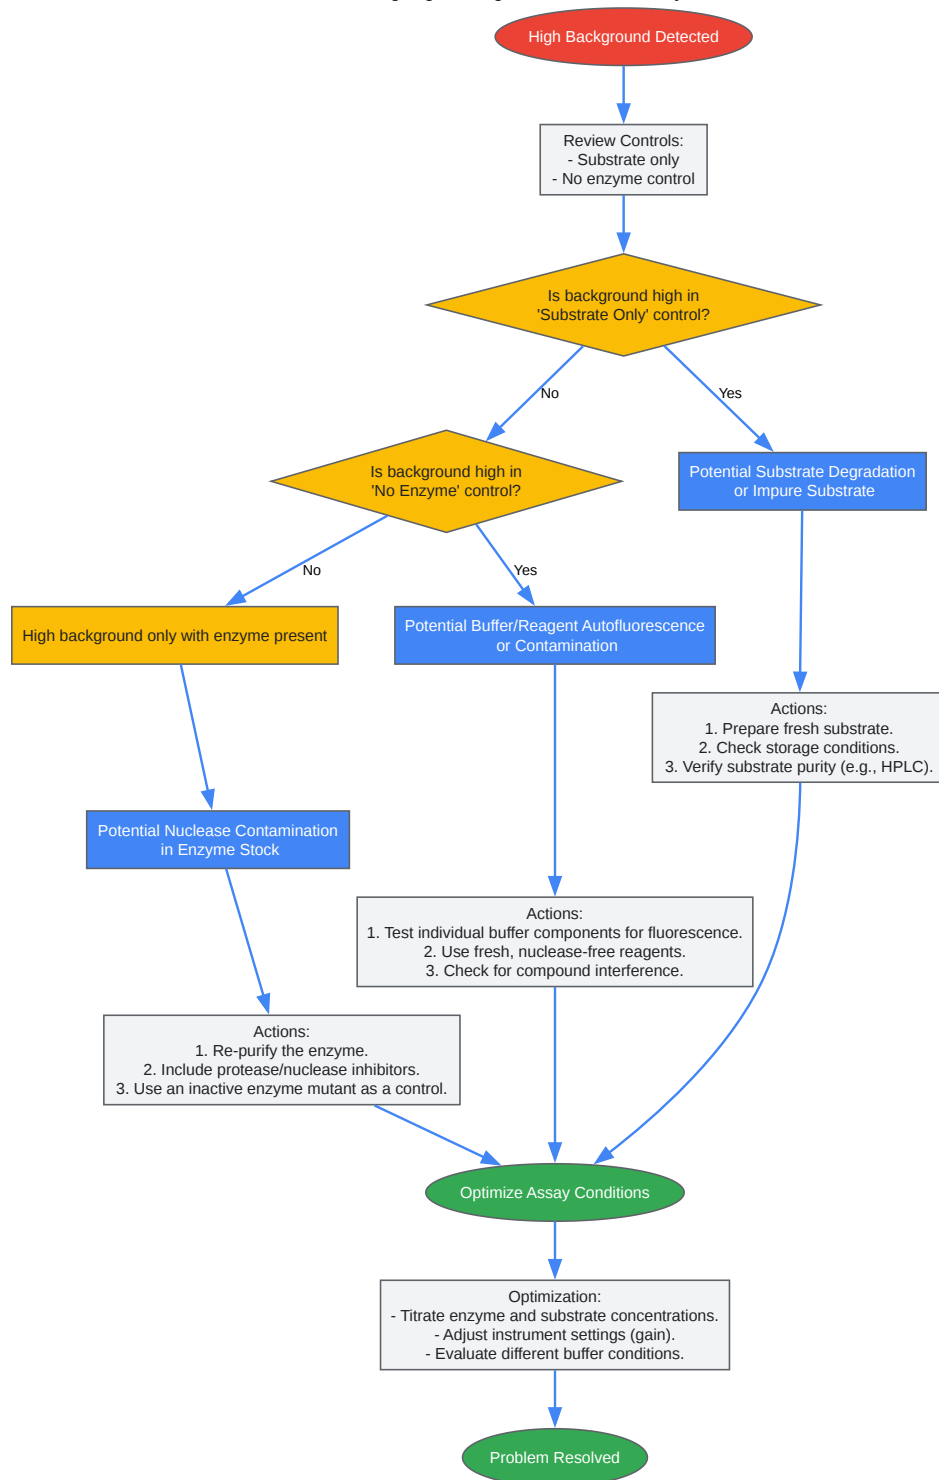 High Background Detected
Review Controls:
- Substrate only
- No enzyme control
Is background high in
'Substrate Only' control?
No
Yes
Is background high in
'No Enzyme' control?
Potential Substrate Degradation
or Impure Substrate
No
Yes
High background only with enzyme present
Potential Buffer/Reagent Autofluorescence
or Contamination
Actions:
1. Prepare fresh substrate.
2. Check storage conditions.
3. Verify substrate purity (e.g., HPLC).
Potential Nuclease Contamination
in Enzyme Stock
Actions:
1. Test individual buffer components for fluorescence.
2. Use fresh, nuclease-free reagents.
3. Check for compound interference.
Actions:
1. Re-purify the enzyme.
2. Include protease/nuclease inhibitors.
3. Use an inactive enzyme mutant as a control.
Optimize Assay Conditions
Optimization:
- Titrate enzyme and substrate concentrations.
- Adjust instrument settings (gain).
- Evaluate different buffer conditions.
Problem Resolved